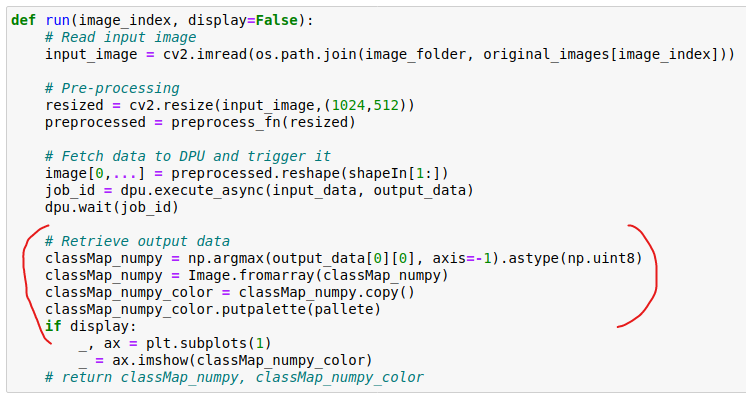 def run(image_index, display=False):
    # Read input image
    input_image = cv2.imread(os.path.join(image_folder, original_images[image_index]))

    # Pre-processing
    resized = cv2.resize(input_image,(1024,512))
    preprocessed = preprocess_fn(resized)

    # Fetch data to DPU and trigger it
    image[0,...] = preprocessed.reshape(shapeIn[1:])
    job_id = dpu.execute_async(input_data, output_data)
    dpu.wait(job_id)

    # Retrieve output data
    classMap_numpy = np.argmax(output_data[0][0], axis=-1).astype(np.uint8)
    classMap_numpy = Image.fromarray(classMap_numpy)
    classMap_numpy_color = classMap_numpy.copy()
    classMap_numpy_color.putpalette(pallete)
    if display:
        _, ax = plt.subplots(1)
        _ = ax.imshow(classMap_numpy_color)
    # return classMap_numpy, classMap_numpy_color